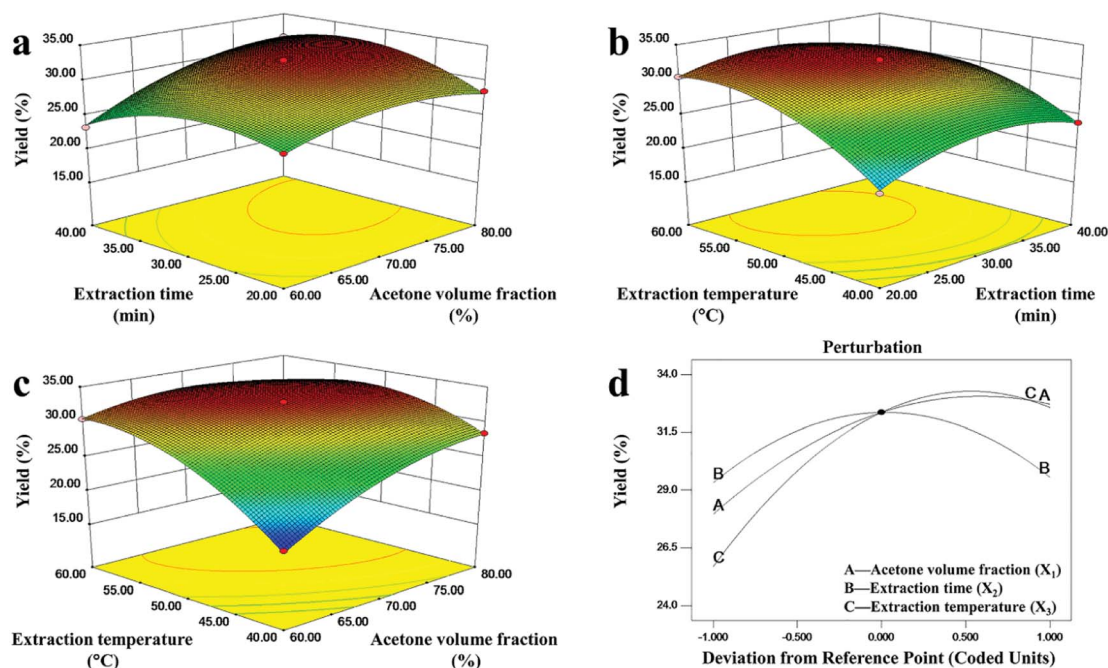 a
35.00
30.00
25.00
20.00
15.00
Yield (%)
40.00
35.00
30.00
25.00
20.00
60.00
65.00
70.00
75.00
80.00
Extraction time
(min)
Acetone volume fraction
(%)
b
35.00
30.00
25.00
20.00
15.00
Yield (%)
60.00
55.00
50.00
45.00
40.00
20.00
25.00
30.00
35.00
40.00
Extraction temperature
(°C)
Extraction time
(min)
c
35.00
30.00
25.00
20.00
15.00
Yield (%)
60.00
55.00
50.00
45.00
40.00
60.00
65.00
70.00
75.00
80.00
Extraction temperature
(°C)
Acetone volume fraction
(%)
Perturbation
d
34.0
31.5
29.0
26.5
24.0
Yield (%)
C A
B
B
A
C
A—Acetone volume fraction (X₁)
B—Extraction time (X₂)
C—Extraction temperature (X₃)
-1.000
-0.500
0.000
0.500
1.000
Deviation from Reference Point (Coded Units)